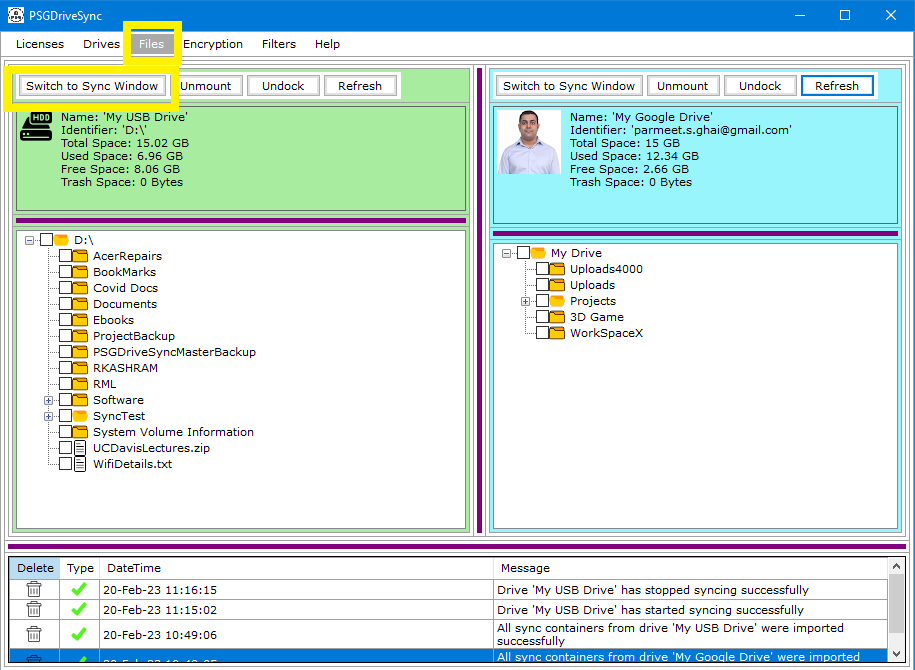 PSGDriveSync
Licenses Drives Files Encryption Filters Help
Switch to Sync Window Unmount Undock Refresh
HDD
Name: 'My USB Drive'
Identifier: 'D:\'
Total Space: 15.02 GB
Used Space: 6.96 GB
Free Space: 8.06 GB
Trash Space: 0 Bytes
D:\
AcerRepairs
BookMarks
Covid Docs
Documents
Ebooks
ProjectBackup
PSGDriveSyncMasterBackup
RKASHRAM
RML
Software
SyncTest
System Volume Information
UCDavisLectures.zip
WifiDetails.txt
Switch to Sync Window Unmount Undock Refresh
Name: 'My Google Drive'
Identifier: 'parmeet.s.ghai@gmail.com'
Total Space: 15 GB
Used Space: 12.34 GB
Free Space: 2.66 GB
Trash Space: 0 Bytes
My Drive
Uploads4000
Uploads
Projects
3D Game
WorkSpaceX
Delete Type DateTime Message
20-Feb-23 11:16:15 Drive 'My USB Drive' has stopped syncing successfully
20-Feb-23 11:15:02 Drive 'My USB Drive' has started syncing successfully
20-Feb-23 10:49:06 All sync containers from drive 'My USB Drive' were imported
successfully
All sync containers from drive 'My Google Drive' were imported